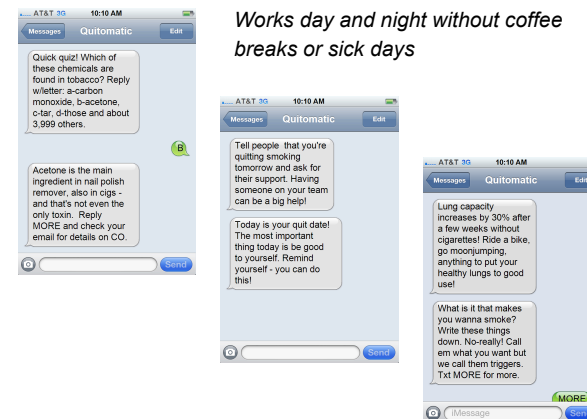 AT&T 3G 10:10 AM
Messages Quitomatic Edit
Quick quiz! Which of
these chemicals are
found in tobacco? Reply
w/letter: a-carbon
monoxide, b-acetone,
c-tar, d-those and about
3,999 others.
B
Acetone is the main
ingredient in nail polish
remover, also in cigs -
and that's not even the
only toxin. Reply
MORE and check your
email for details on CO.
Send
Works day and night without coffee
breaks or sick days
AT&T 3G 10:10 AM
Messages Quitomatic Edit
Tell people that you're
quitting smoking
tomorrow and ask for
their support. Having
someone on your team
can be a big help!
Today is your quit date!
The most important
thing today is be good
to yourself. Remind
yourself - you can do
this!
Send
AT&T 3G 10:10 AM
Messages Quitomatic Edit
Lung capacity
increases by 30% after
a few weeks without
cigarettes! Ride a bike,
go moonjumping,
anything to put your
healthy lungs to good
use!
What is it that makes
you wanna smoke?
Write these things
down. No-really! Call
em what you want but
we call them triggers.
Txt MORE for more.
MORE
iMessage Send